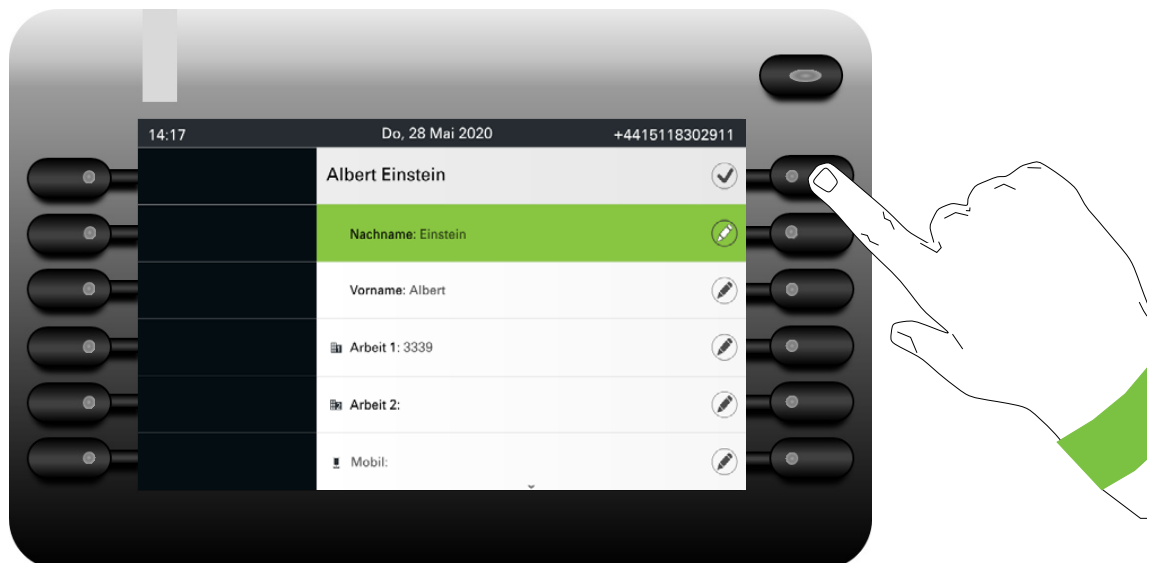 14:17 Do, 28 Mai 2020 +4415118302911
Albert Einstein
Nachname: Einstein
Vorname: Albert
Arbeit 1: 3339
Arbeit 2:
Mobil: